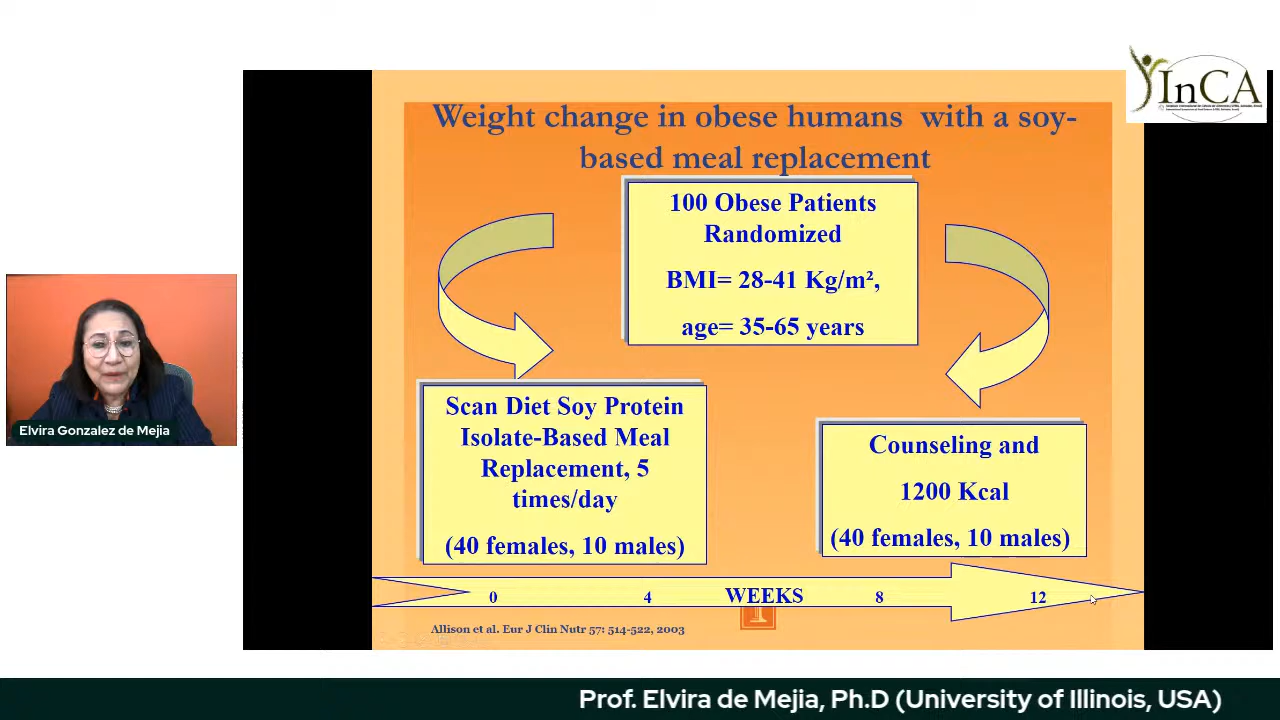 InCA
Weight change in obese humans with a soy-
based meal replacement
100 Obese Patients
Randomized
BMI= 28-41 Kg/m²,
age= 35-65 years
Scan Diet Soy Protein
Isolate-Based Meal
Replacement, 5
times/day
(40 females, 10 males)
Counseling and
1200 Kcal
(40 females, 10 males)
0 4 WEEKS 8 12
I
Allison et al. Eur J Clin Nutr 57: 514-522, 2003
Elvira Gonzalez de Mejia
Prof. Elvira de Mejia, Ph.D (University of Illinois, USA)